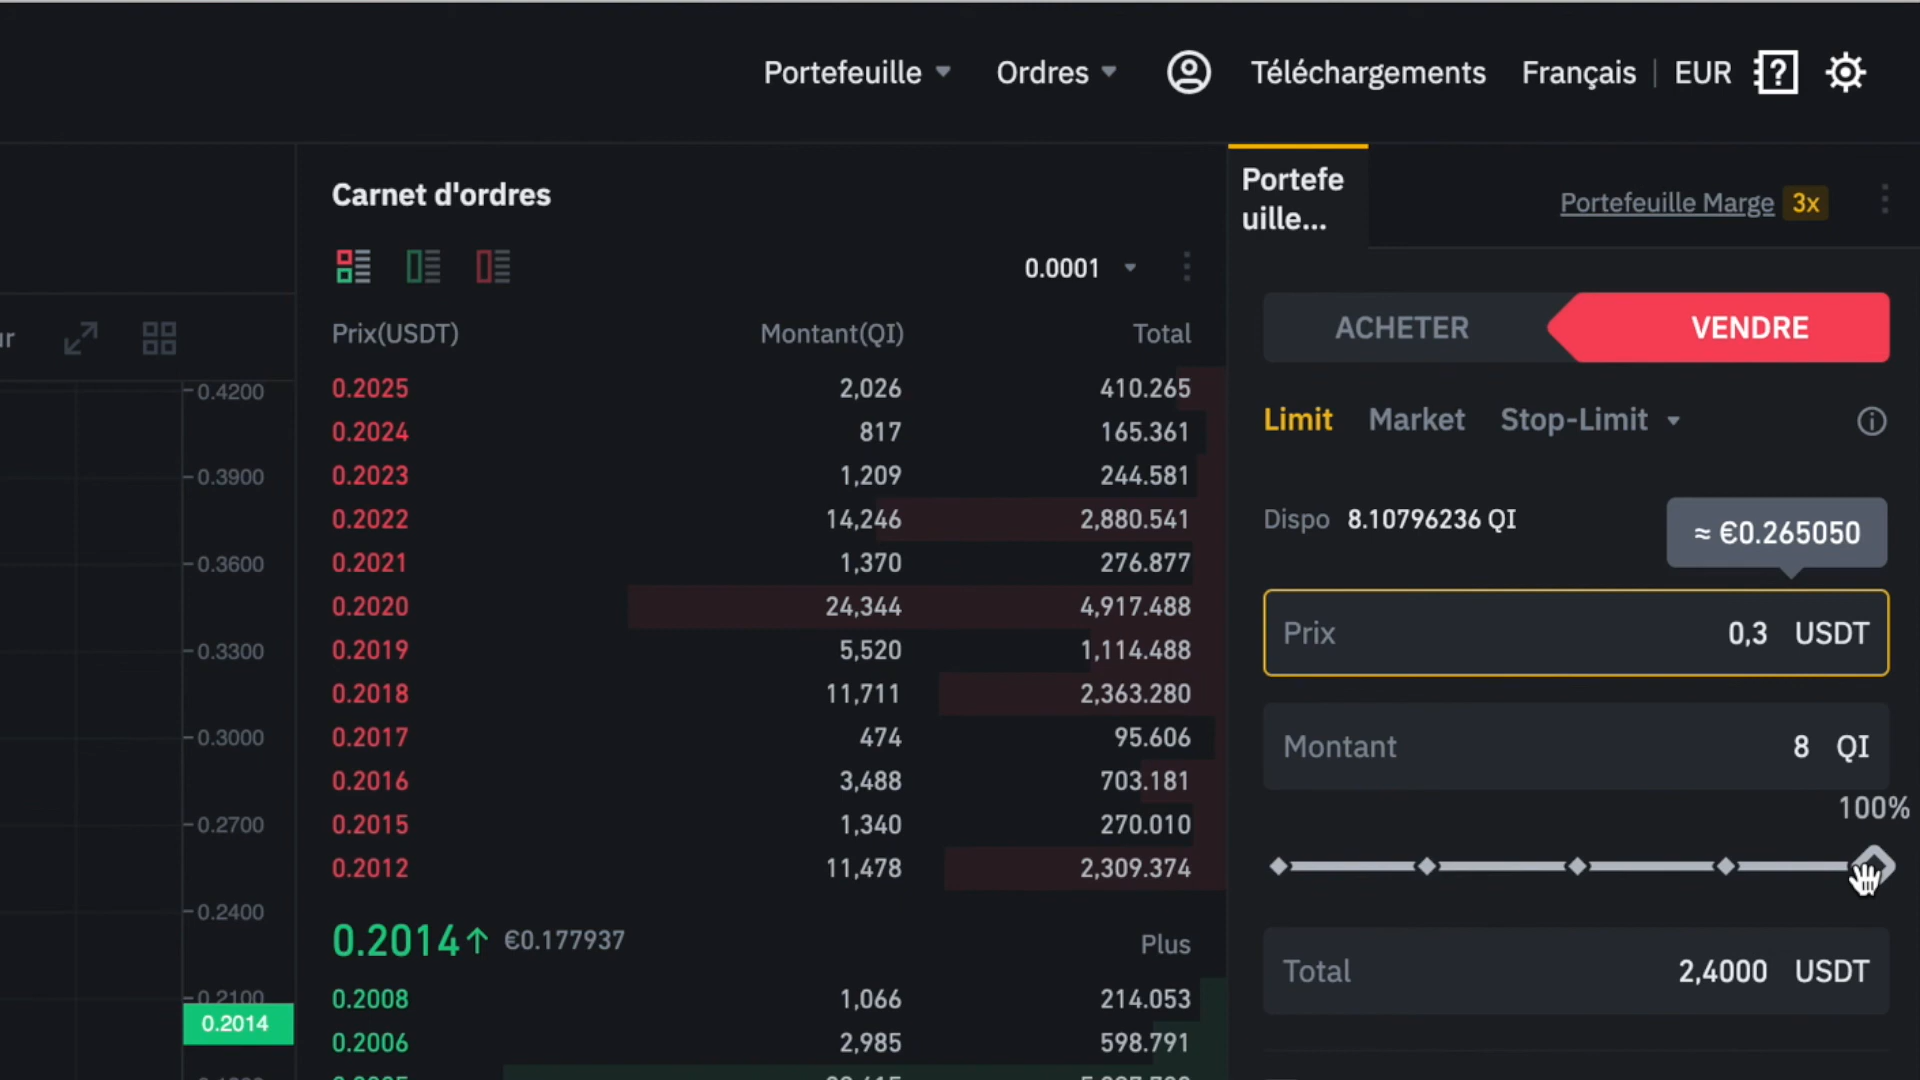 Portefeuille Ordres Téléchargements Français | EUR
Carnet d'ordres
0.0001
Prix(USDT) Montant(QI) Total
0.2025 2,026 410.265
0.2024 817 165.361
0.2023 1,209 244.581
0.2022 14,246 2,880.541
0.2021 1,370 276.877
0.2020 24,344 4,917.488
0.2019 5,520 1,114.488
0.2018 11,711 2,363.280
0.2017 474 95.606
0.2016 3,488 703.181
0.2015 1,340 270.010
0.2012 11,478 2,309.374
0.2014↑ €0.177937 Plus
0.2008 1,066 214.053
0.2006 2,985 598.791
0.4200
0.3900
0.3600
0.3300
0.3000
0.2700
0.2400
0.2100
0.2014
Portefe
uille...
Portefeuille Marge 3x
ACHETER VENDRE
Limit Market Stop-Limit
Dispo 8.10796236 QI
≈ €0.265050
Prix 0,3 USDT
Montant 8 QI
100%
Total 2,4000 USDT